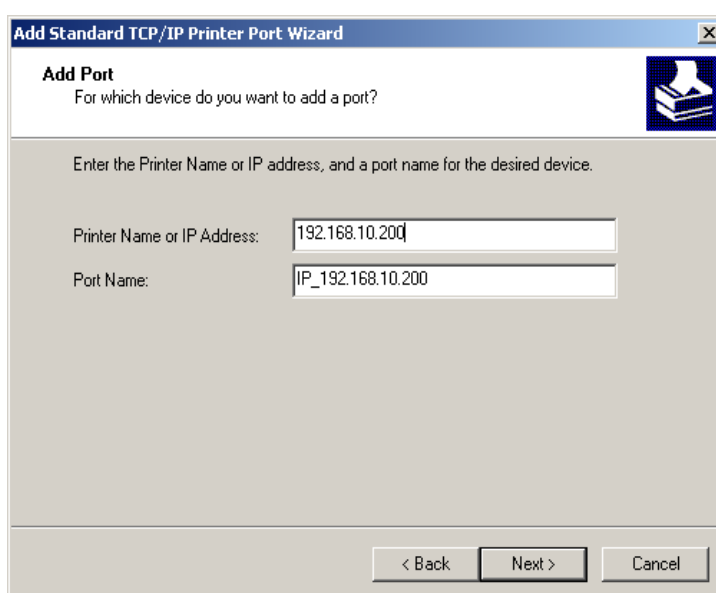 Add Standard TCP/IP Printer Port Wizard
Add Port
For which device do you want to add a port?
Enter the Printer Name or IP address, and a port name for the desired device.
Printer Name or IP Address: 192.168.10.200
Port Name: IP_192.168.10.200
< Back Next > Cancel